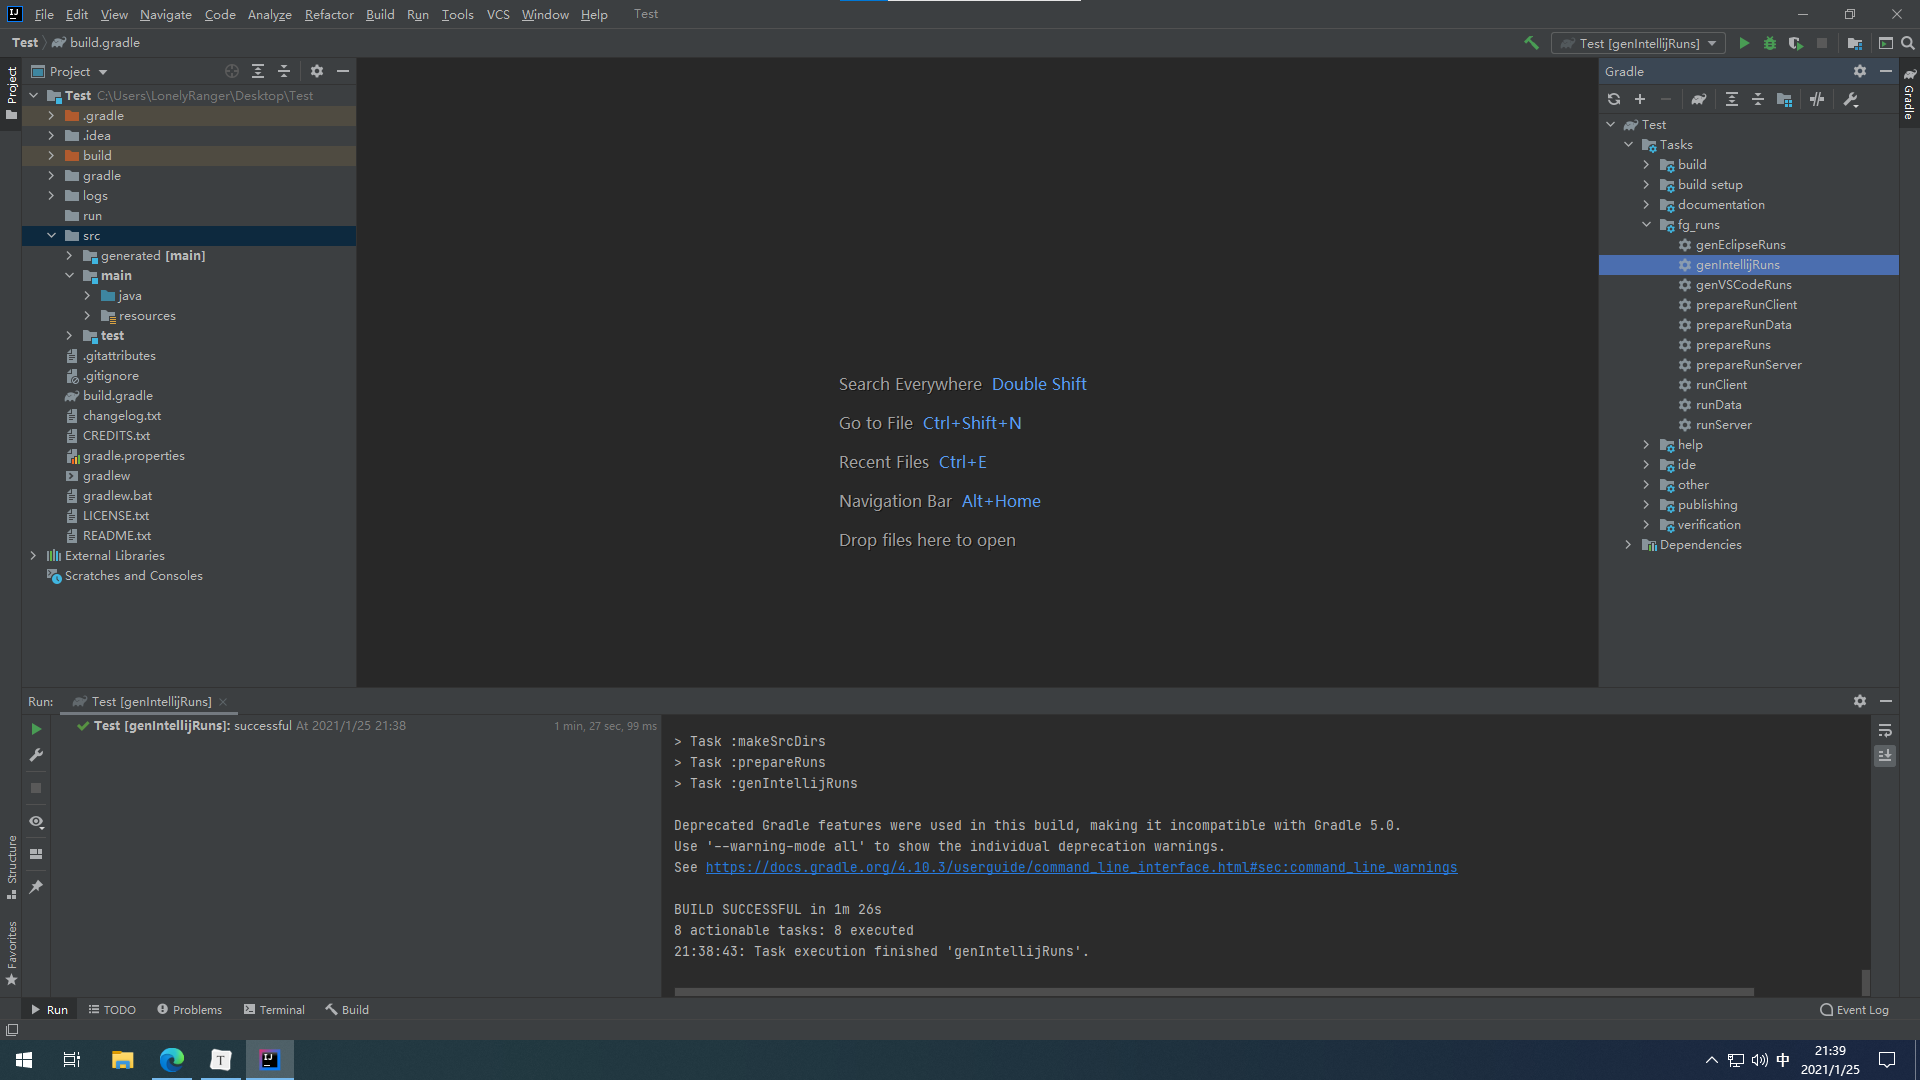 File Edit View Navigate Code Analyze Refactor Build Run Tools VCS Window Help Test
Test build.gradle
Test [genIntellijRuns]
Project
Project
Test C:\Users\LonelyRanger\Desktop\Test
.gradle
.idea
build
gradle
logs
run
src
generated [main]
main
java
resources
test
.gitattributes
.gitignore
build.gradle
changelog.txt
CREDITS.txt
gradle.properties
gradlew
gradlew.bat
LICENSE.txt
README.txt
External Libraries
Scratches and Consoles
Search Everywhere Double Shift
Go to File Ctrl+Shift+N
Recent Files Ctrl+E
Navigation Bar Alt+Home
Drop files here to open
Gradle
Gradle
Test
Tasks
build
build setup
documentation
fg_runs
genEclipseRuns
genIntellijRuns
genVSCodeRuns
prepareRunClient
prepareRunData
prepareRuns
prepareRunServer
runClient
runData
runServer
help
ide
other
publishing
verification
Dependencies
Run: Test [genIntellijRuns]
Test [genIntellijRuns]: successful At 2021/1/25 21:38 1 min, 27 sec, 99 ms
> Task :makeSrcDirs
> Task :prepareRuns
> Task :genIntellijRuns
Deprecated Gradle features were used in this build, making it incompatible with Gradle 5.0.
Use '--warning-mode all' to show the individual deprecation warnings.
See https://docs.gradle.org/4.10.3/userguide/command_line_interface.html#sec:command_line_warnings
BUILD SUCCESSFUL in 1m 26s
8 actionable tasks: 8 executed
21:38:43: Task execution finished 'genIntellijRuns'.
Structure
Favorites
Run TODO Problems Terminal Build Event Log
T
IJ
中
21:39
2021/1/25